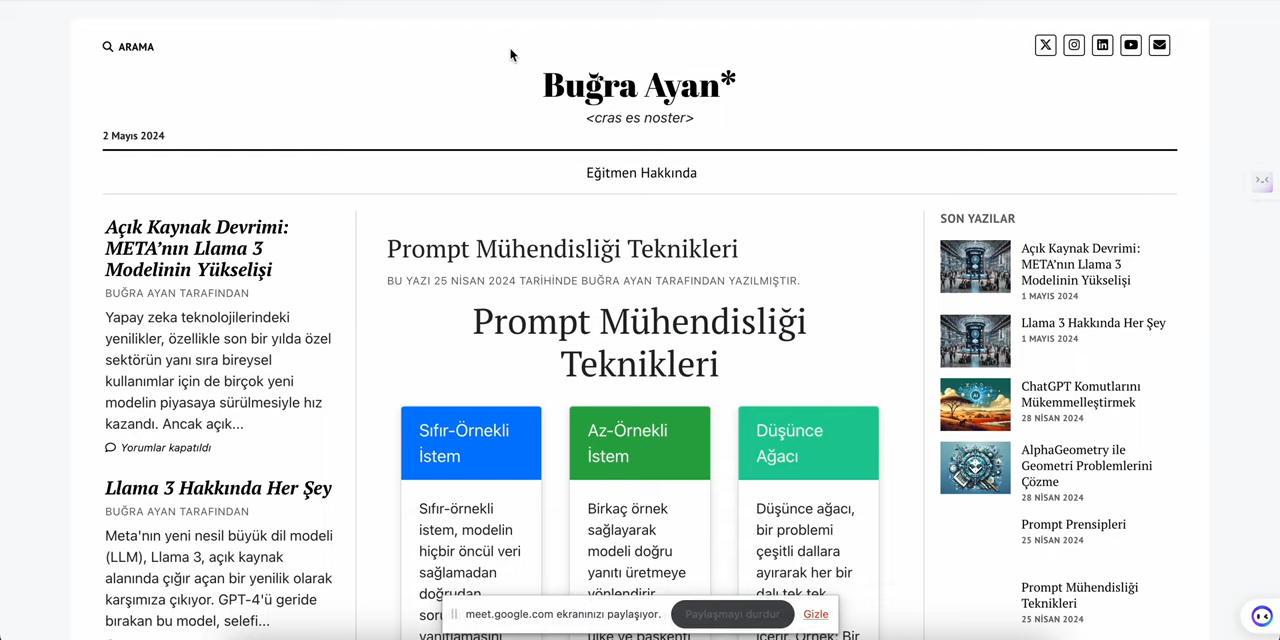 ARAMA
Buğra Ayan*
<cras es noster>
2 Mayıs 2024
Eğitmen Hakkında
Açık Kaynak Devrimi:
META’nın Llama 3
Modelinin Yükselişi
BUĞRA AYAN TARAFINDAN
Yapay zeka teknolojilerindeki
yenilikler, özellikle son bir yılda özel
sektörün yanı sıra bireysel
kullanımlar için de birçok yeni
modelin piyasaya sürülmesiyle hız
kazandı. Ancak açık...
Yorumlar kapatıldı
Llama 3 Hakkında Her Şey
BUĞRA AYAN TARAFINDAN
Meta'nın yeni nesil büyük dil modeli
(LLM), Llama 3, açık kaynak
alanında çığır açan bir yenilik olarak
karşımıza çıkıyor. GPT-4'ü geride
bırakan bu model, selefi...
Prompt Mühendisliği Teknikleri
BU YAZI 25 NİSAN 2024 TARİHİNDE BUĞRA AYAN TARAFINDAN YAZILMIŞTIR.
Prompt Mühendisliği
Teknikleri
Sıfır-Örnekli
İstem
Sıfır-örnekli
istem, modelin
hiçbir öncül veri
sağlamadan
doğrudan
Az-Örnekli
İstem
Birkaç örnek
sağlayarak
modeli doğru
yanıtı üretmeye
yönlendirir
Düşünce
Ağacı
Düşünce ağacı,
bir problemi
çeşitli dallara
ayırarak her bir
dalı tek tek
SON YAZILAR
Açık Kaynak Devrimi:
META’nın Llama 3
Modelinin Yükselişi
1 MAYIS 2024
Llama 3 Hakkında Her Şey
1 MAYIS 2024
ChatGPT Komutlarını
Mükemmelleştirmek
28 NİSAN 2024
AlphaGeometry ile
Geometri Problemlerini
Çözme
28 NİSAN 2024
Prompt Prensipleri
25 NİSAN 2024
Prompt Mühendisliği
Teknikleri
25 NİSAN 2024
meet.google.com ekranınızı paylaşıyor.
Paylaşmayı durdur
Gizle